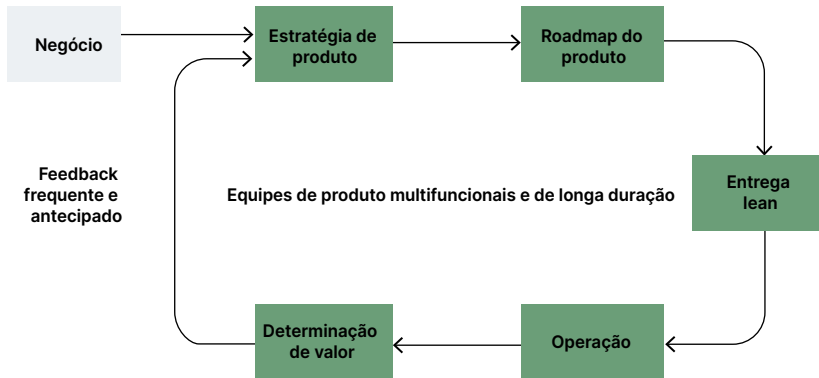 Negócio
Estratégia de
produto
Roadmap do
produto
Feedback
frequente e
antecipado
Equipes de produto multifuncionais e de longa duração
Entrega
lean
Determinação
de valor
Operação